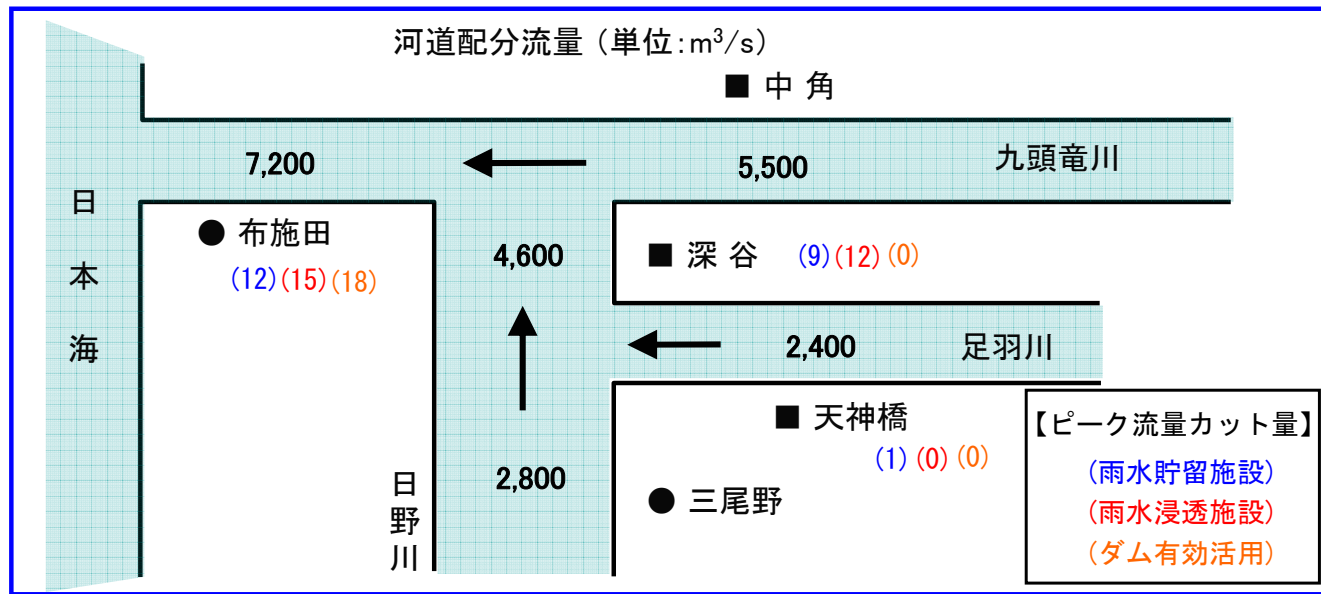 河道配分流量（単位:m³/s）
■ 中 角
7,200
5,500
九頭竜川
日本海
● 布施田
(12)(15)(18)
4,600
■ 深 谷 (9)(12)(0)
2,400
足羽川
■ 天神橋
(1)(0)(0)
2,800
● 三尾野
日野川
【ピーク流量カット量】
(雨水貯留施設)
(雨水浸透施設)
(ダム有効活用)